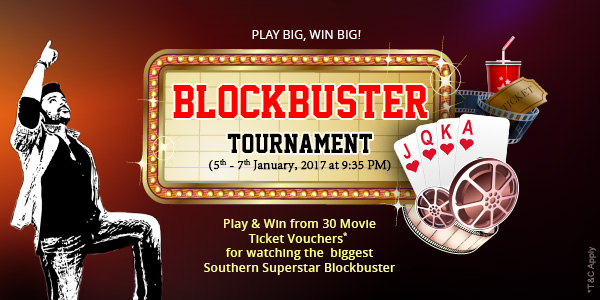 PLAY BIG, WIN BIG!
BLOCKBUSTER
TOURNAMENT
(5th - 7th January, 2017 at 9:35 PM)
TICKET
J Q K A
Play & Win from 30 Movie
Ticket Vouchers*
for watching the biggest
Southern Superstar Blockbuster
*T&C Apply